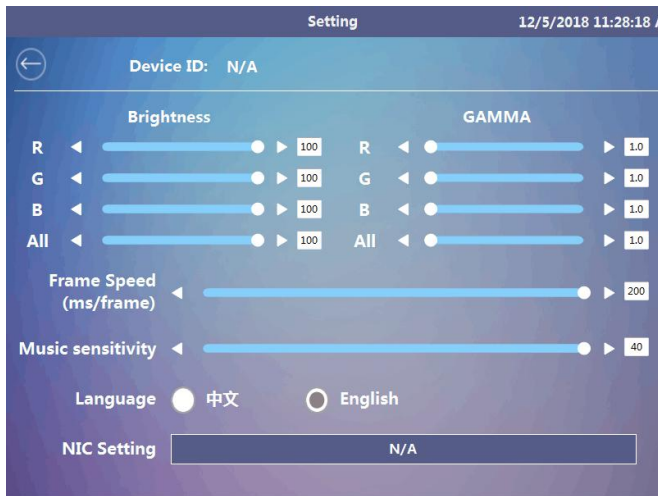 Setting 12/5/2018 11:28:18
Device ID: N/A
Brightness GAMMA
R 100 R 1.0
G 100 G 1.0
B 100 B 1.0
All 100 All 1.0
Frame Speed
(ms/frame) 200
Music sensitivity 40
Language 中文 English
NIC Setting N/A